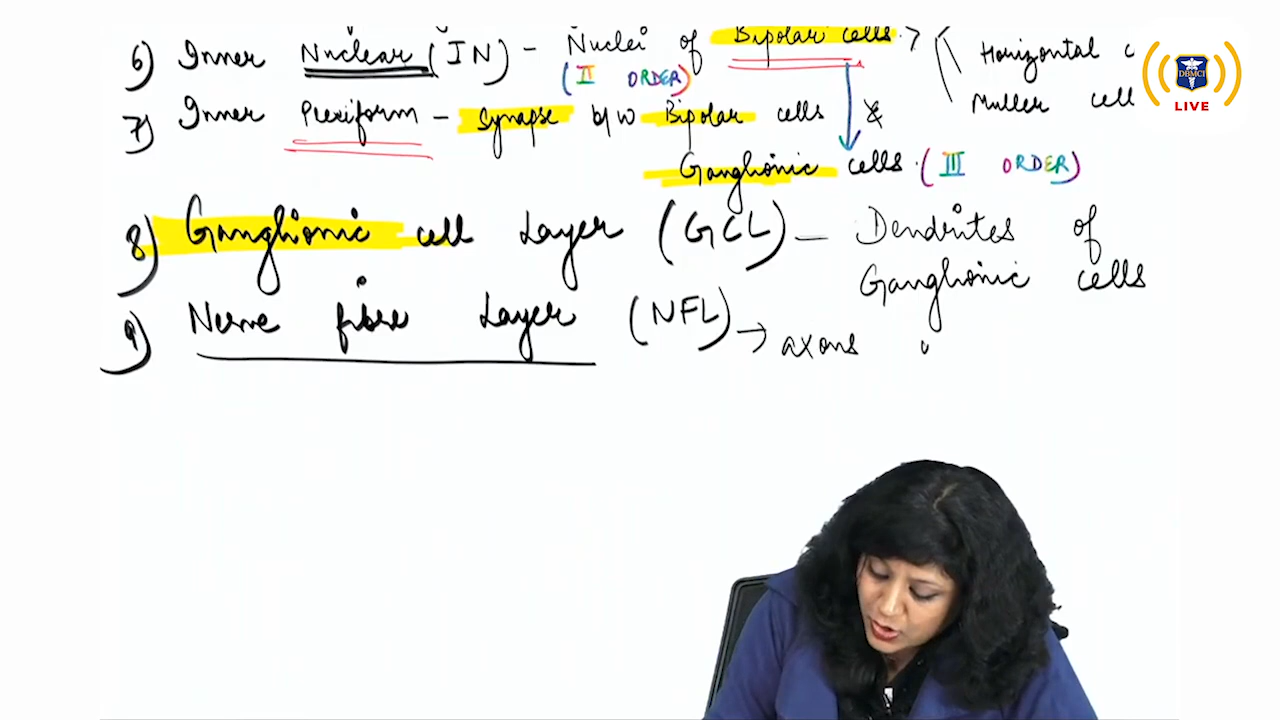 6) Inner Nuclear (IN) - Nuclei of Bipolar cells. > Horizontal c
(II ORDER) Muller cell
7) Inner Plexiform - synapse b/w Bipolar cells &
Ganglionic cells. (III ORDER)
8) Ganglionic cell Layer (GCL) - Dendrites of
Ganglionic cells
9) Nerve fibre Layer (NFL) → axons
DBMCI
LIVE